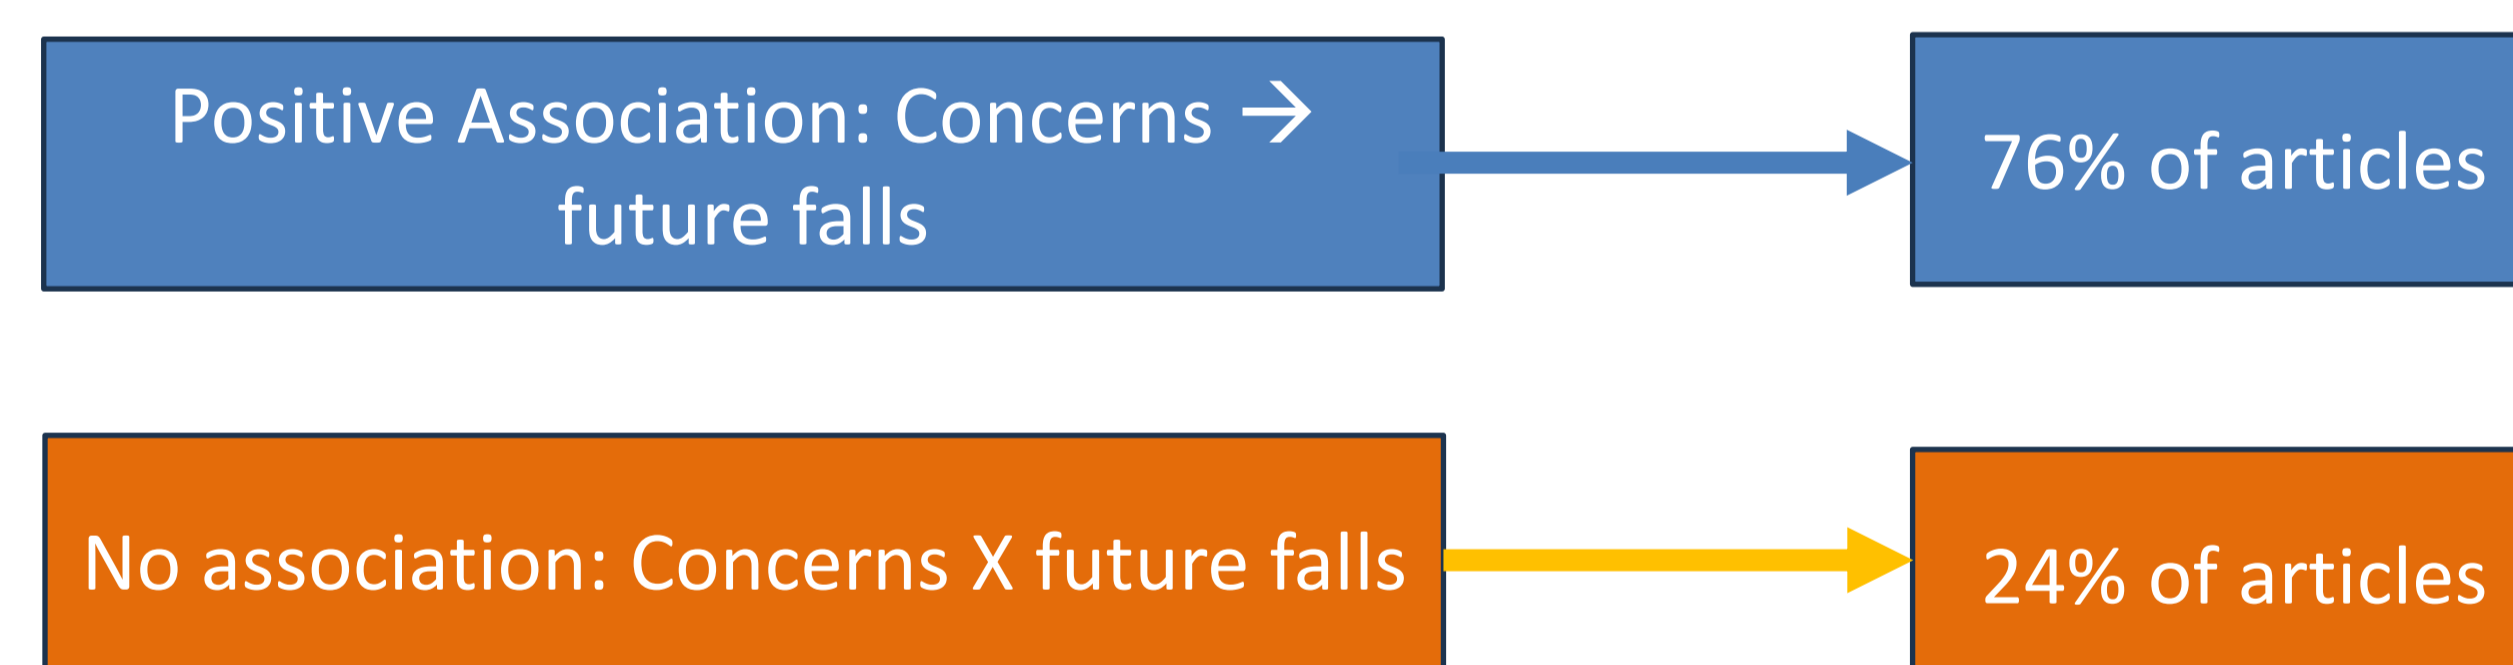 Positive Association: Concerns →
future falls
76% of articles
No association: Concerns X future falls
24% of articles